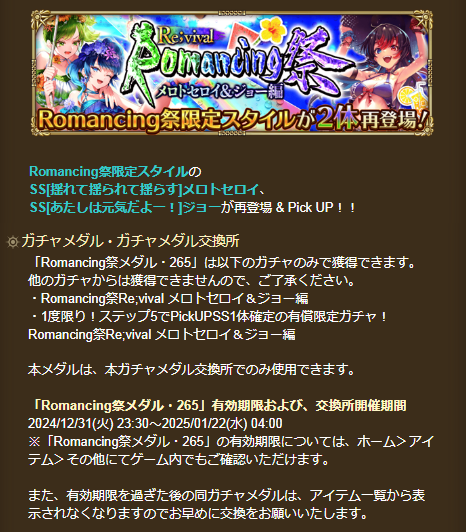 Re;vival
Romancing祭
メロトセロイ&ジョー編
Romancing祭限定スタイルが2体再登場!
Romancing祭限定スタイルの
SS[揺れて揺られて揺らす]メロトセロイ、
SS[あたしは元気だよー！]ジョーが再登場 & Pick UP！！
ガチャメダル・ガチャメダル交換所
「Romancing祭メダル・265」は以下のガチャのみで獲得できます。
他のガチャからは獲得できませんので、ご了承ください。
・Romancing祭Re;vival メロトセロイ＆ジョー編
・1度限り！ステップ5でPickUPSS1体確定の有償限定ガチャ！
Romancing祭Re;vival メロトセロイ＆ジョー編
本メダルは、本ガチャメダル交換所でのみ使用できます。
「Romancing祭メダル・265」有効期限および、交換所開催期間
2024/12/31(火) 23:30～2025/01/22(水) 04:00
※「Romancing祭メダル・265」の有効期限については、ホーム＞アイ
テム＞その他にてゲーム内でもご確認いただけます。
また、有効期限を過ぎた後の同ガチャメダルは、アイテム一覧から表
示されなくなりますのでお早めに交換をお願いいたします。